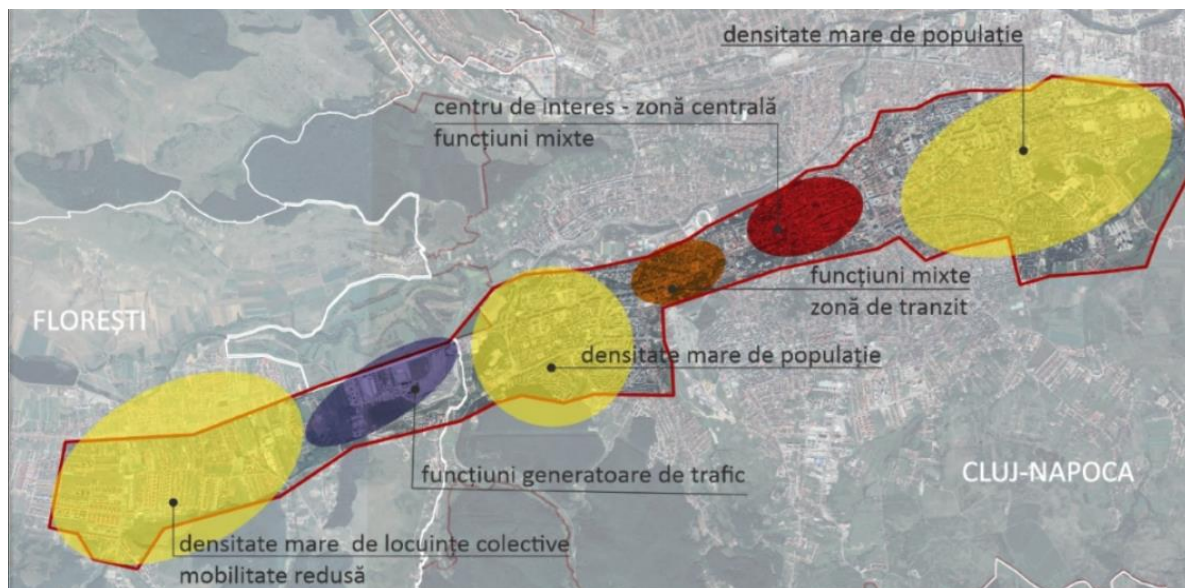 densitate mare de populație
centru de interes - zonă centrală
funcțiuni mixte
funcțiuni mixte
zonă de tranzit
FLOREȘTI
densitate mare de populație
CLUJ-NAPOCA
funcțiuni generatoare de trafic
densitate mare de locuințe colective
mobilitate redusă